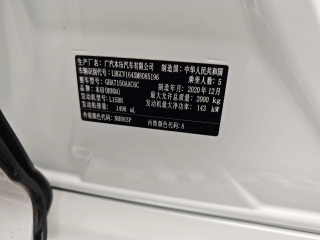 生产厂名：广汽本田汽车有限公司 制造国：中华人民共和国
车辆识别代号：LHGCV1643M8085196 乘坐人数：5
车辆型号：GHA7150AAC6C 制造年月：2020年12月
品牌：本田(HONDA) 最大允许总质量：2000 kg
发动机型号：L15BN 发动机最大净功率：143 kW
发动机排量：1498 mL
外观颜色代码：NH883P 内饰颜色代码：A